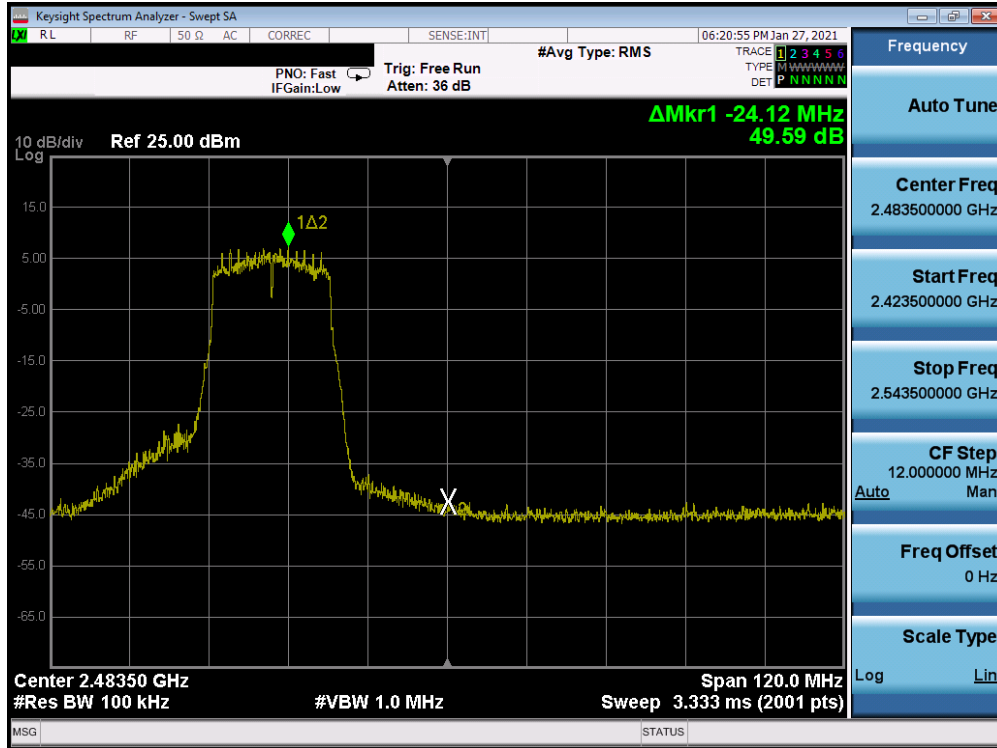 Keysight Spectrum Analyzer - Swept SA
LXI RL RF 50 Ω AC CORREC SENSE:INT 06:20:55 PM Jan 27, 2021
#Avg Type: RMS
TRACE 1 2 3 4 5 6
PNO: Fast Trig: Free Run TYPE M WWWWW
IFGain:Low Atten: 36 dB DET P N N N N N
ΔMkr1 -24.12 MHz
49.59 dB
10 dB/div Ref 25.00 dBm
Log
15.0
1Δ2
5.00
-5.00
-15.0
-25.0
-35.0
-45.0
X2
-55.0
-65.0
Center 2.48350 GHz Span 120.0 MHz
#Res BW 100 kHz #VBW 1.0 MHz Sweep 3.333 ms (2001 pts)
MSG STATUS
Frequency
Auto Tune
Center Freq
2.483500000 GHz
Start Freq
2.423500000 GHz
Stop Freq
2.543500000 GHz
CF Step
12.000000 MHz
Auto Man
Freq Offset
0 Hz
Scale Type
Log Lin